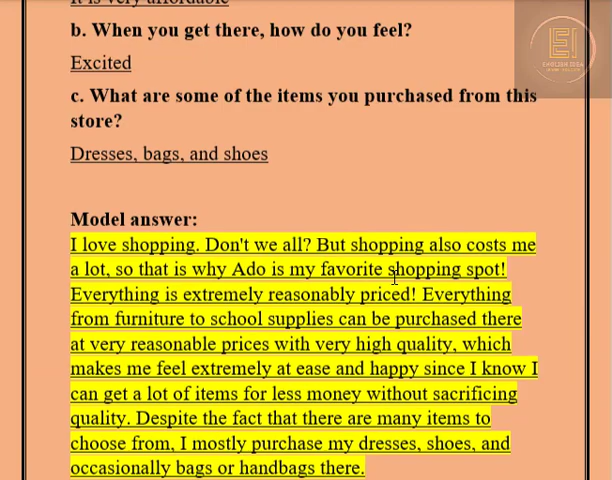 It is very affordable
b. When you get there, how do you feel?
Excited
c. What are some of the items you purchased from this
store?
Dresses, bags, and shoes
Model answer:
I love shopping. Don't we all? But shopping also costs me
a lot, so that is why Ado is my favorite shopping spot!
Everything is extremely reasonably priced! Everything
from furniture to school supplies can be purchased there
at very reasonable prices with very high quality, which
makes me feel extremely at ease and happy since I know I
can get a lot of items for less money without sacrificing
quality. Despite the fact that there are many items to
choose from, I mostly purchase my dresses, shoes, and
occasionally bags or handbags there.